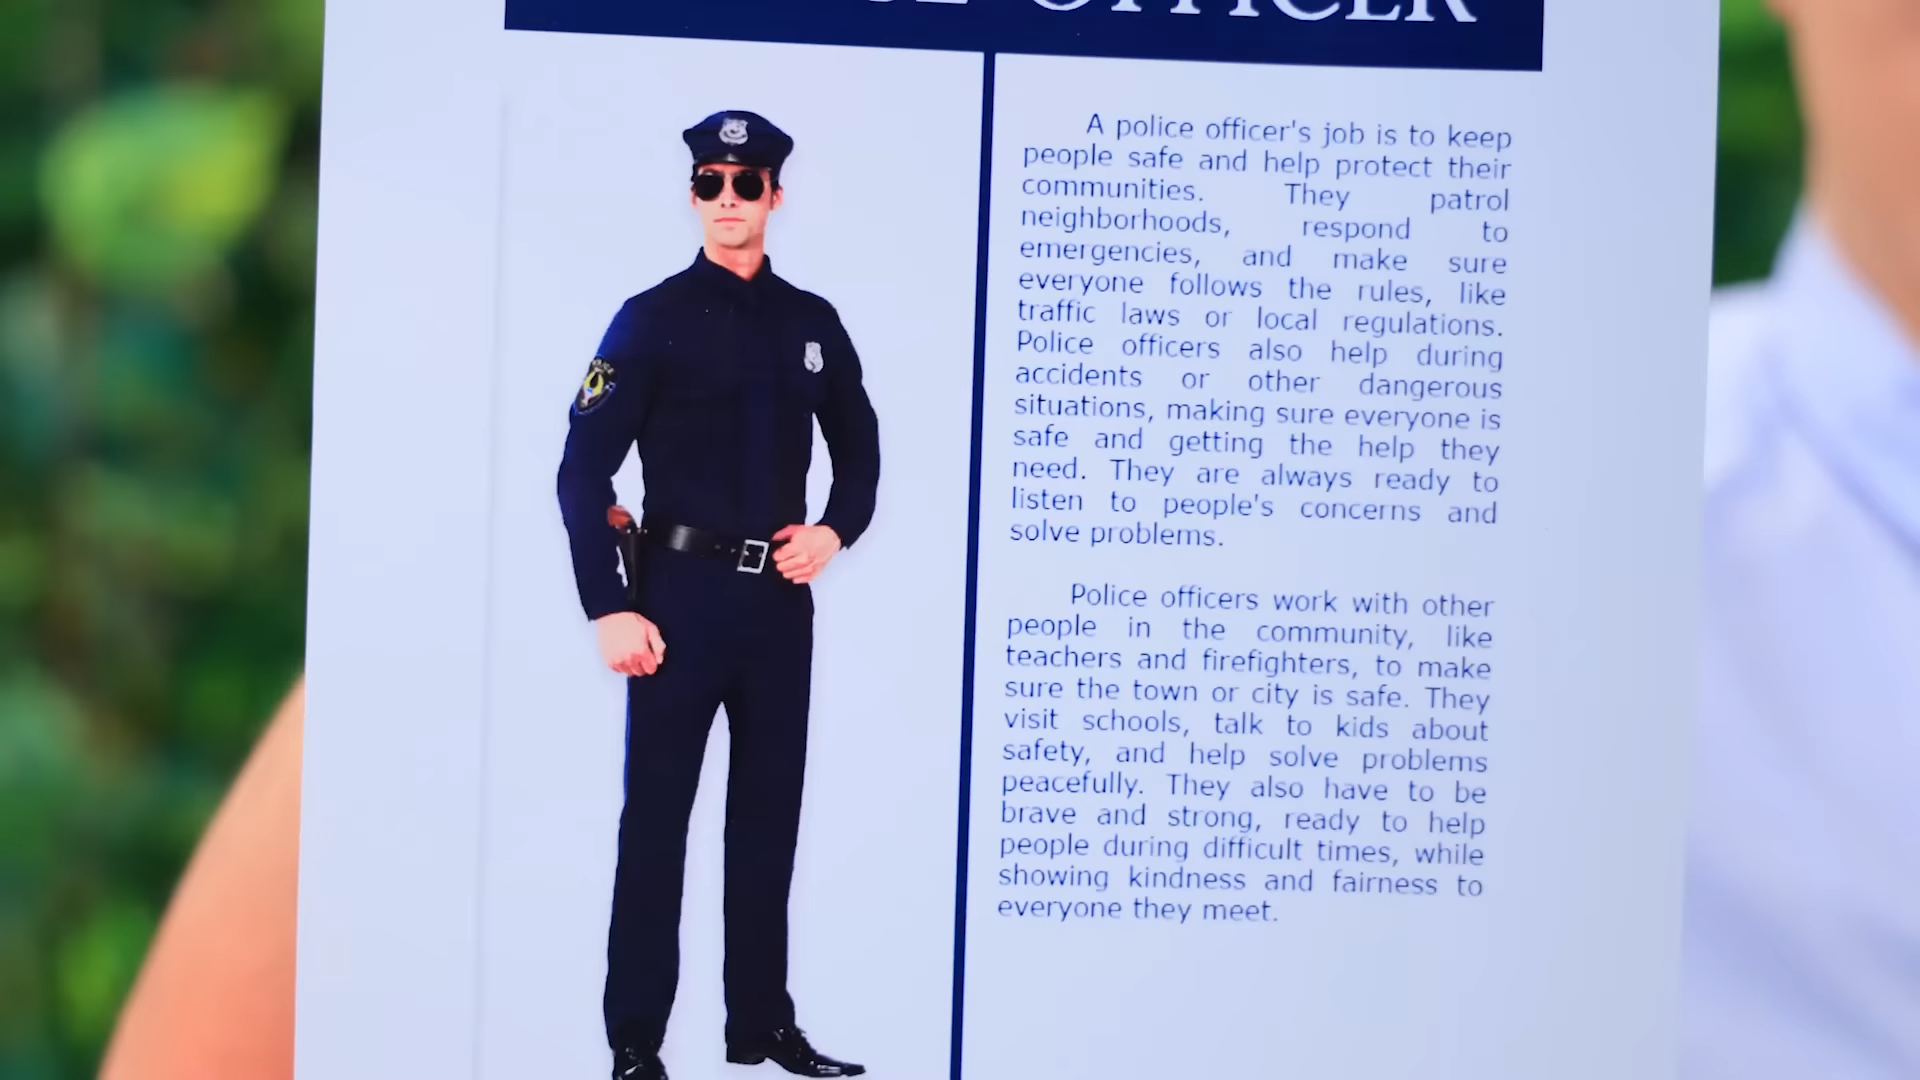 OFFICER
A police officer's job is to keep
people safe and help protect their
communities. They patrol
neighborhoods, respond to
emergencies, and make sure
everyone follows the rules, like
traffic laws or local regulations.
Police officers also help during
accidents or other dangerous
situations, making sure everyone is
safe and getting the help they
need. They are always ready to
listen to people's concerns and
solve problems.
Police officers work with other
people in the community, like
teachers and firefighters, to make
sure the town or city is safe. They
visit schools, talk to kids about
safety, and help solve problems
peacefully. They also have to be
brave and strong, ready to help
people during difficult times, while
showing kindness and fairness to
everyone they meet.